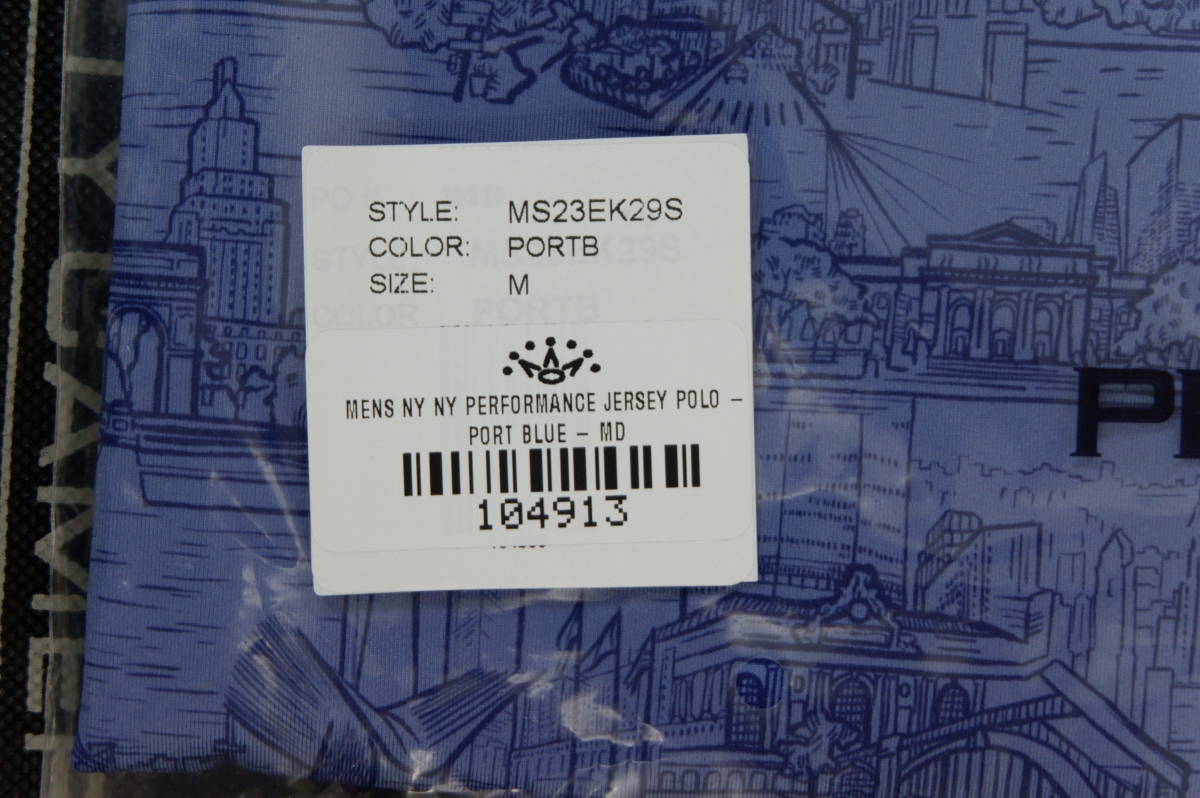 STYLE: MS23EK29S
COLOR: PORTB
SIZE: M
MENS NY NY PERFORMANCE JERSEY POLO –
PORT BLUE – MD
104913